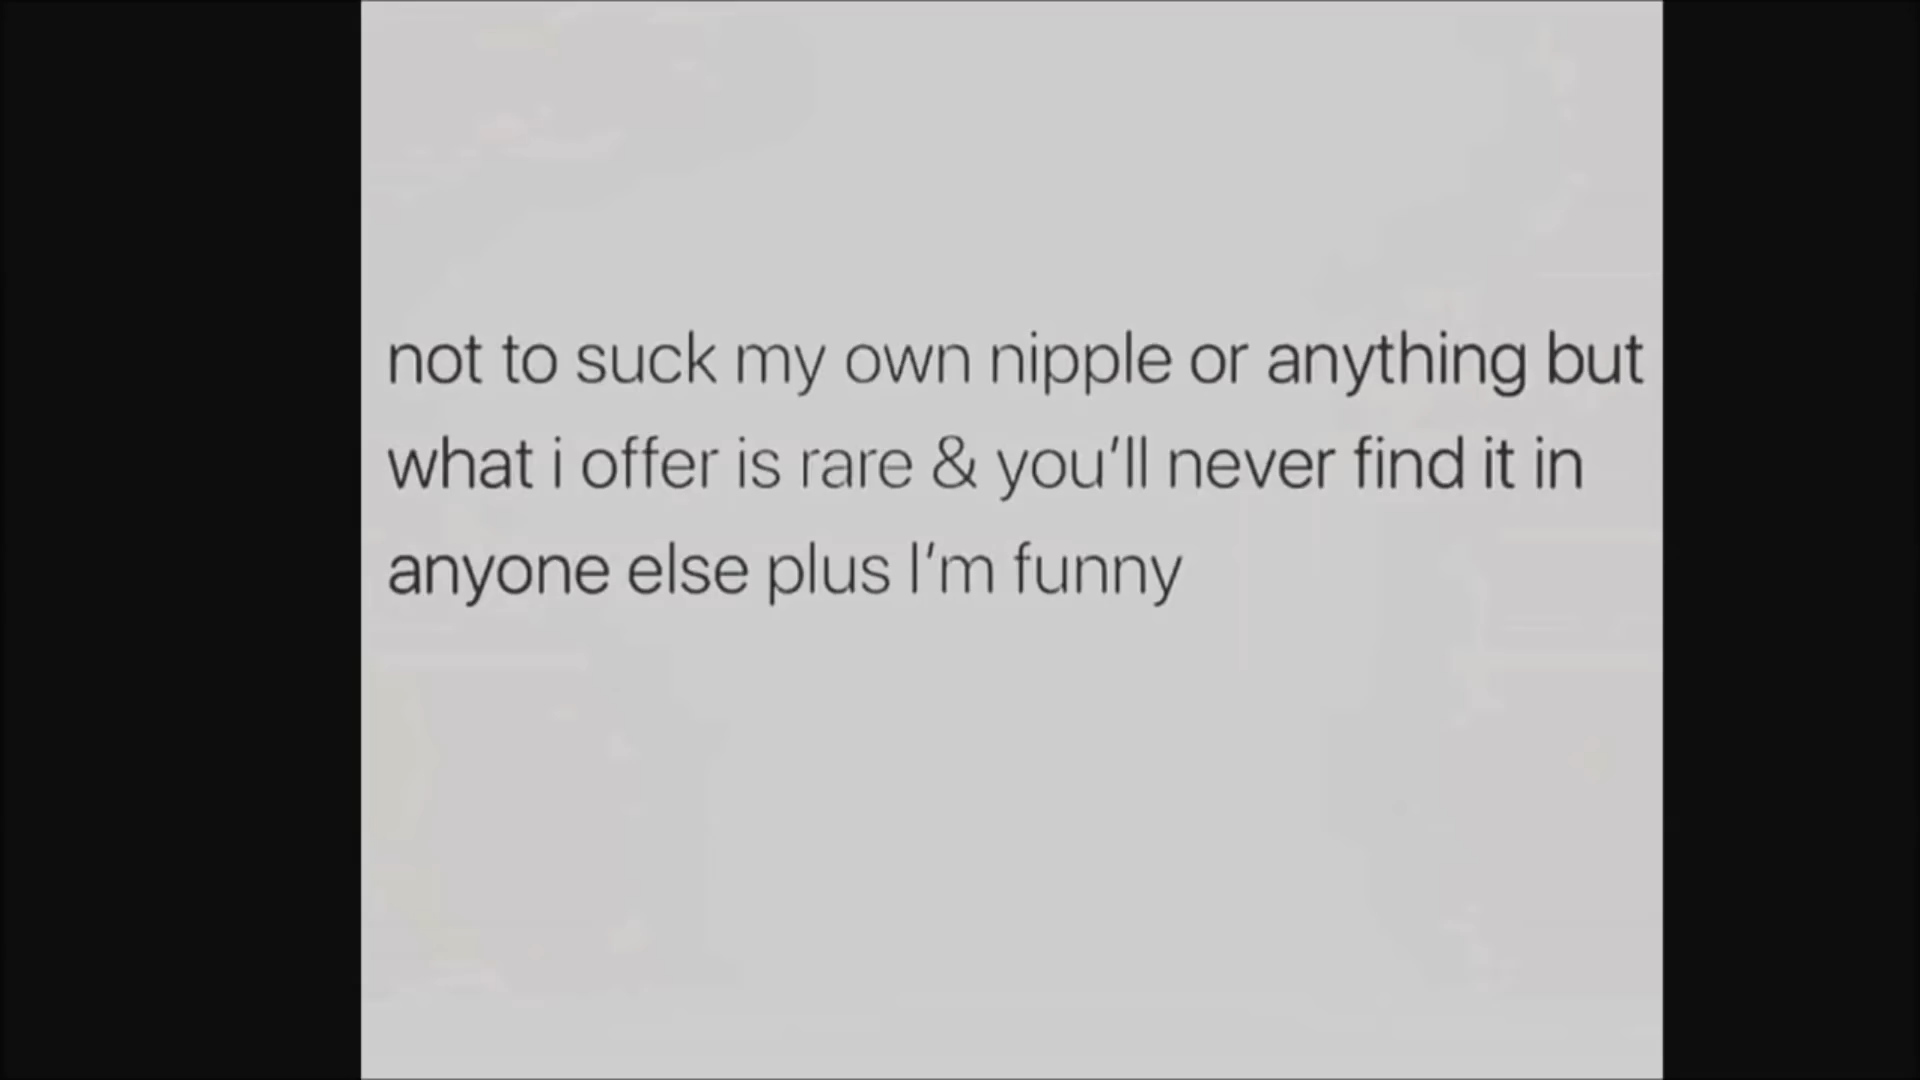 not to suck my own nipple or anything but
what i offer is rare & you'll never find it in
anyone else plus I'm funny